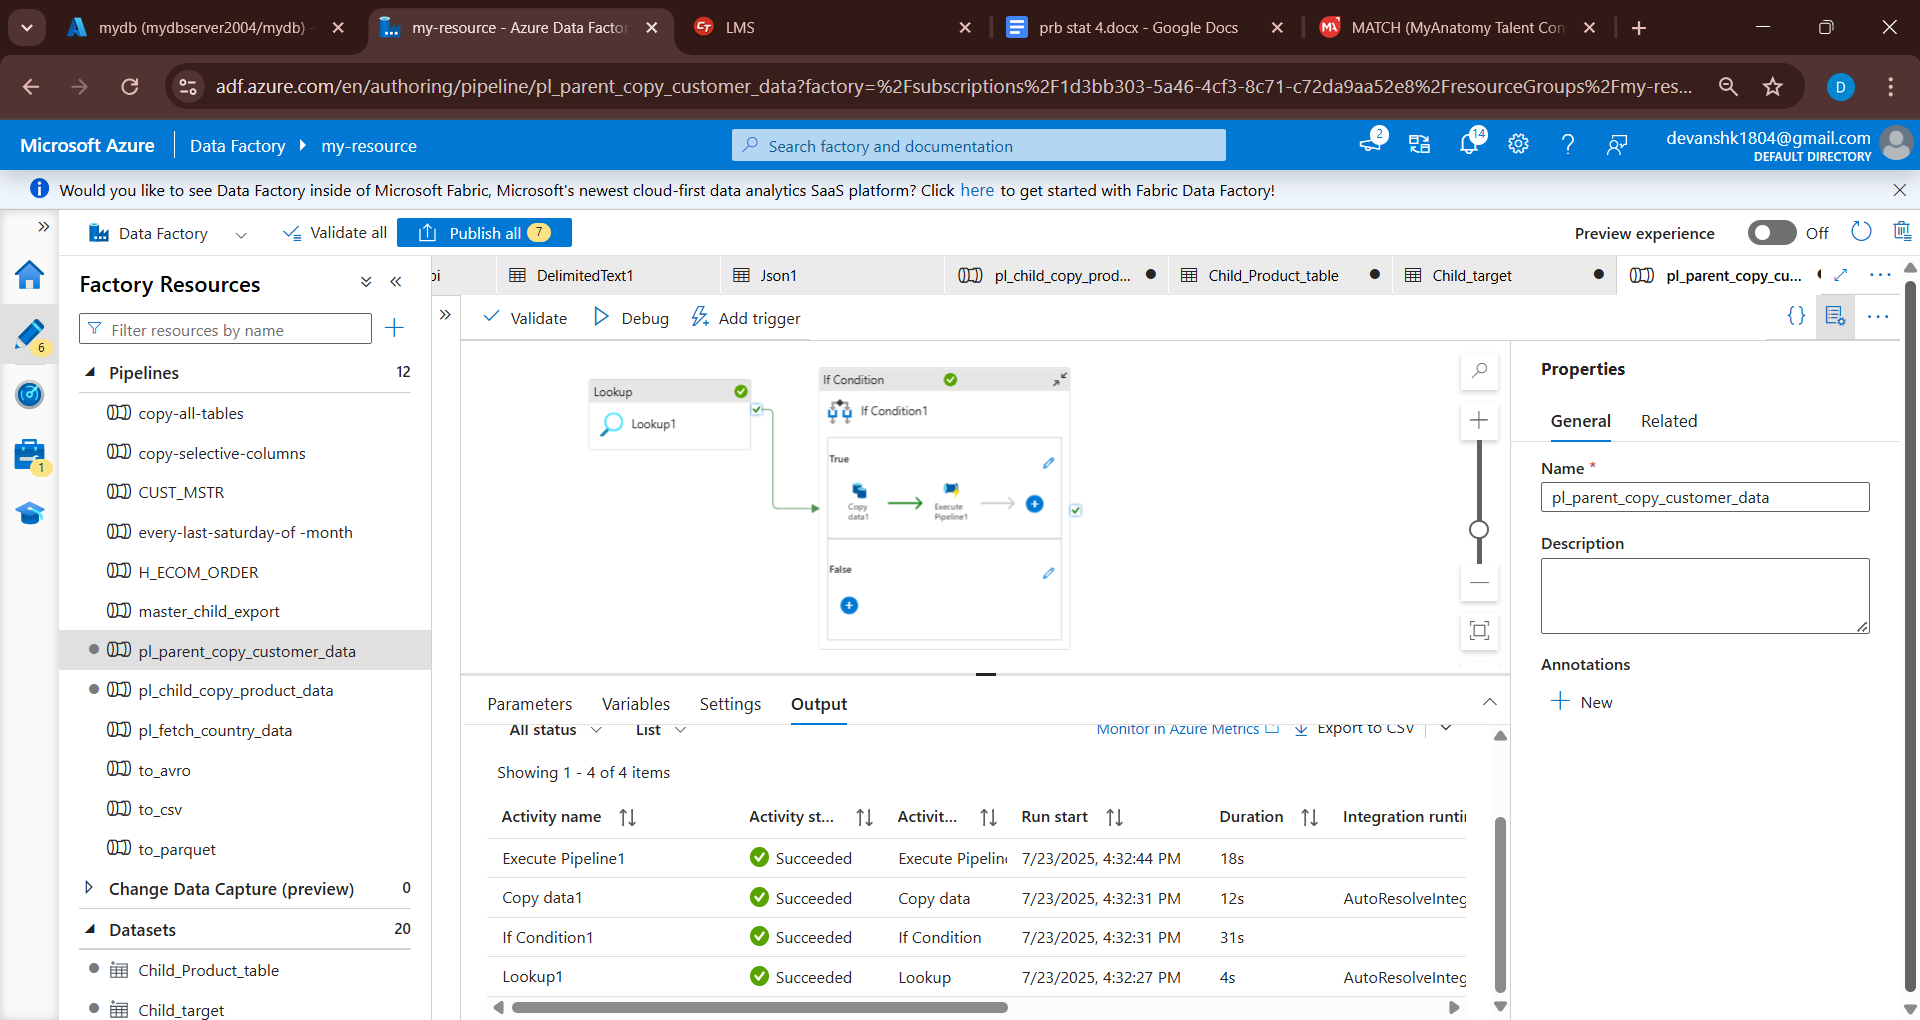 mydb (mydbserver2004/mydb) -
my-resource - Azure Data Factor
LMS
prb stat 4.docx - Google Docs
MATCH (MyAnatomy Talent Con
adf.azure.com/en/authoring/pipeline/pl_parent_copy_customer_data?factory=%2Fsubscriptions%2F1d3bb303-5a46-4cf3-8c71-c72da9aa52e8%2FresourceGroups%2Fmy-res...
D
Microsoft Azure
Data Factory
my-resource
Search factory and documentation
2
14
devanshk1804@gmail.com
DEFAULT DIRECTORY
Would you like to see Data Factory inside of Microsoft Fabric, Microsoft's newest cloud-first data analytics SaaS platform? Click here to get started with Fabric Data Factory!
Data Factory
Validate all
Publish all 7
Preview experience
Off
Factory Resources
Filter resources by name
6
1
Pipelines 12
copy-all-tables
copy-selective-columns
CUST_MSTR
every-last-saturday-of -month
H_ECOM_ORDER
master_child_export
pl_parent_copy_customer_data
pl_child_copy_product_data
pl_fetch_country_data
to_avro
to_csv
to_parquet
Change Data Capture (preview) 0
Datasets 20
Child_Product_table
Child_target
pi
DelimitedText1
Json1
pl_child_copy_prod...
Child_Product_table
Child_target
pl_parent_copy_cu...
Validate
Debug
Add trigger
Lookup
Lookup1
If Condition
If Condition1
True
Copy data1
Execute Pipeline1
False
Parameters
Variables
Settings
Output
All status
List
Monitor in Azure Metrics
Export to CSV
Showing 1 - 4 of 4 items
Activity name Activity st... Activit... Run start Duration Integration runtin
Execute Pipeline1 Succeeded Execute Pipeline 7/23/2025, 4:32:44 PM 18s
Copy data1 Succeeded Copy data 7/23/2025, 4:32:31 PM 12s AutoResolveInteg
If Condition1 Succeeded If Condition 7/23/2025, 4:32:31 PM 31s
Lookup1 Succeeded Lookup 7/23/2025, 4:32:27 PM 4s AutoResolveInteg
Properties
General
Related
Name *
pl_parent_copy_customer_data
Description
Annotations
New